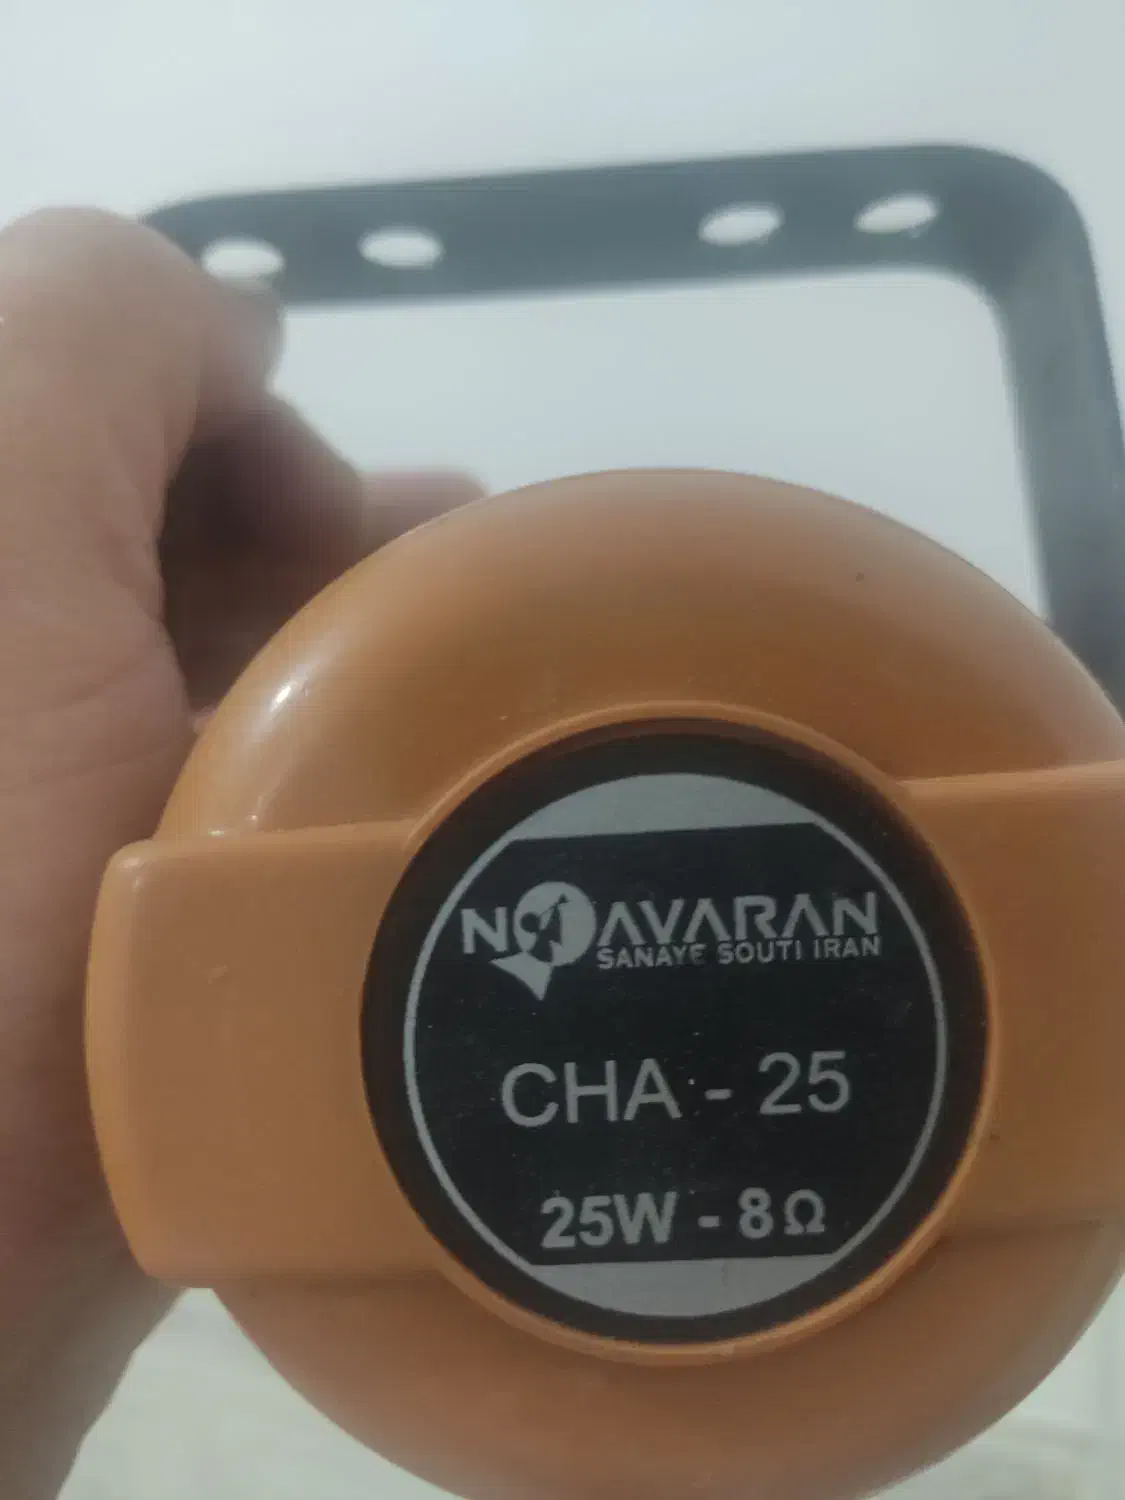 NOAVARAN
SANAYE SOUTI IRAN
CHA - 25
25W - 8Ω